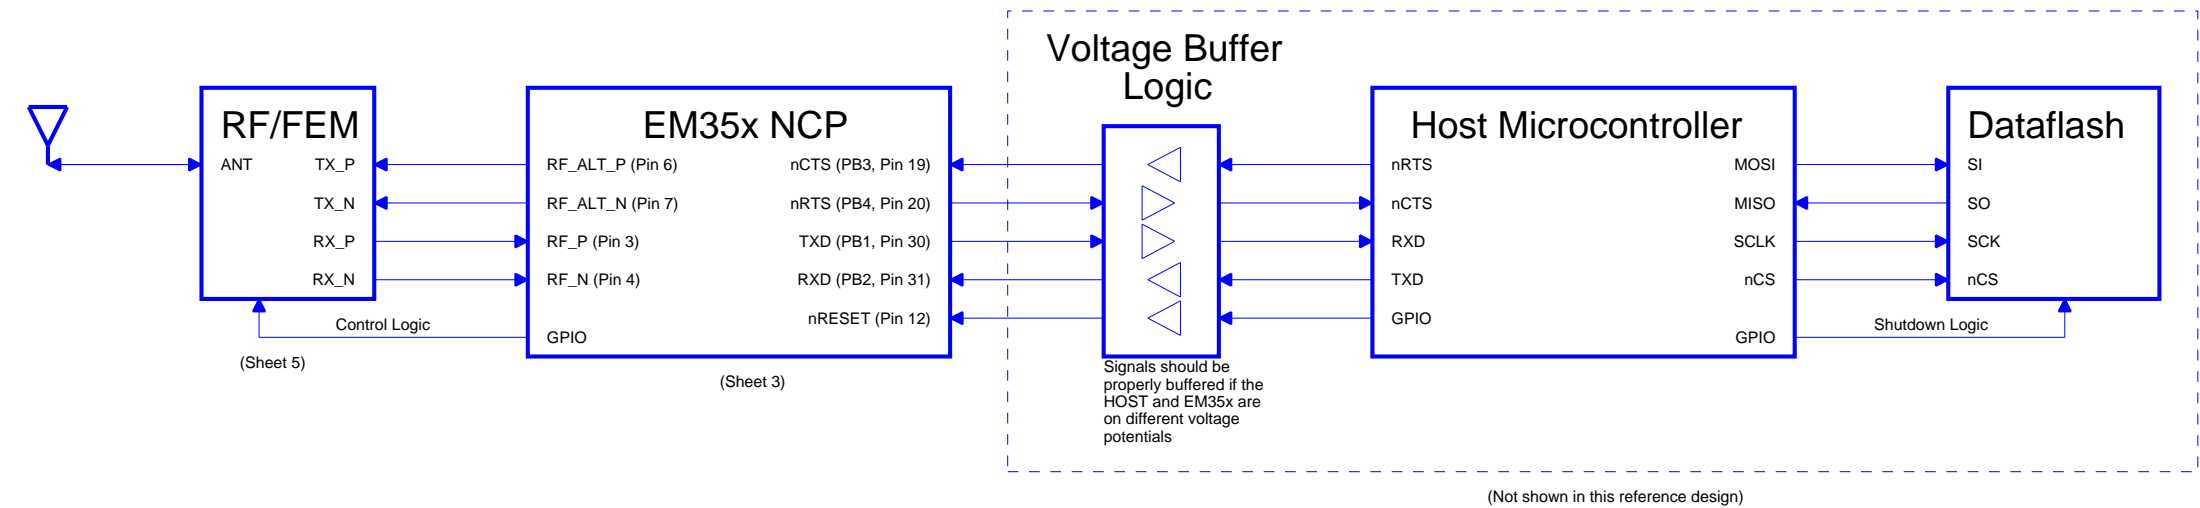 Voltage Buffer
Logic
RF/FEM
ANT
TX_P
TX_N
RX_P
RX_N
Control Logic
(Sheet 5)
EM35x NCP
RF_ALT_P (Pin 6)
RF_ALT_N (Pin 7)
RF_P (Pin 3)
RF_N (Pin 4)
GPIO
nCTS (PB3, Pin 19)
nRTS (PB4, Pin 20)
TXD (PB1, Pin 30)
RXD (PB2, Pin 31)
nRESET (Pin 12)
(Sheet 3)
Signals should be
properly buffered if the
HOST and EM35x are
on different voltage
potentials
Host Microcontroller
nRTS
nCTS
RXD
TXD
GPIO
MOSI
MISO
SCLK
nCS
GPIO
Shutdown Logic
Dataflash
SI
SO
SCK
nCS
(Not shown in this reference design)